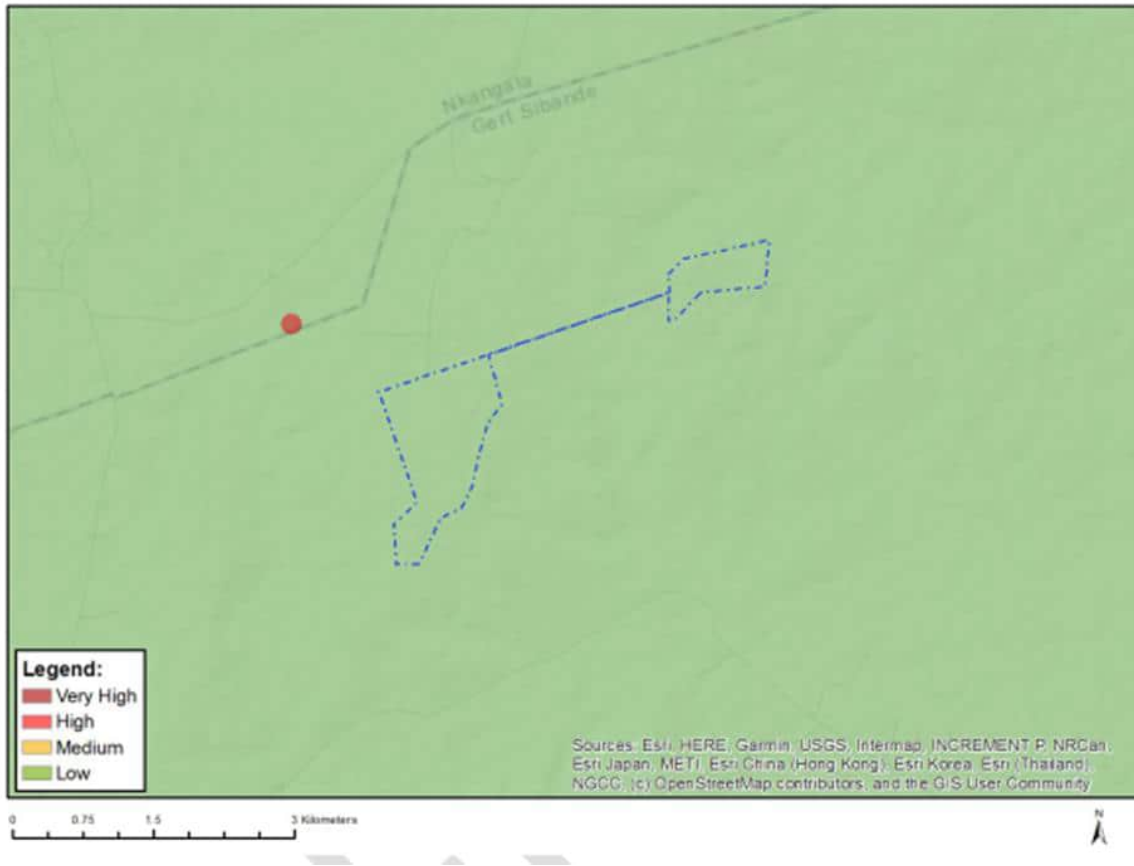 Nkangala
Gert Sibande
Legend:
Very High
High
Medium
Low
Sources: Esri, HERE, Garmin, USGS, Intermap, INCREMENT P, NRCan,
Esri Japan, METI, Esri China (Hong Kong), Esri Korea, Esri (Thailand),
NGCC, (c) OpenStreetMap contributors, and the GIS User Community
0 0.75 1.5 3 Kilometers
N